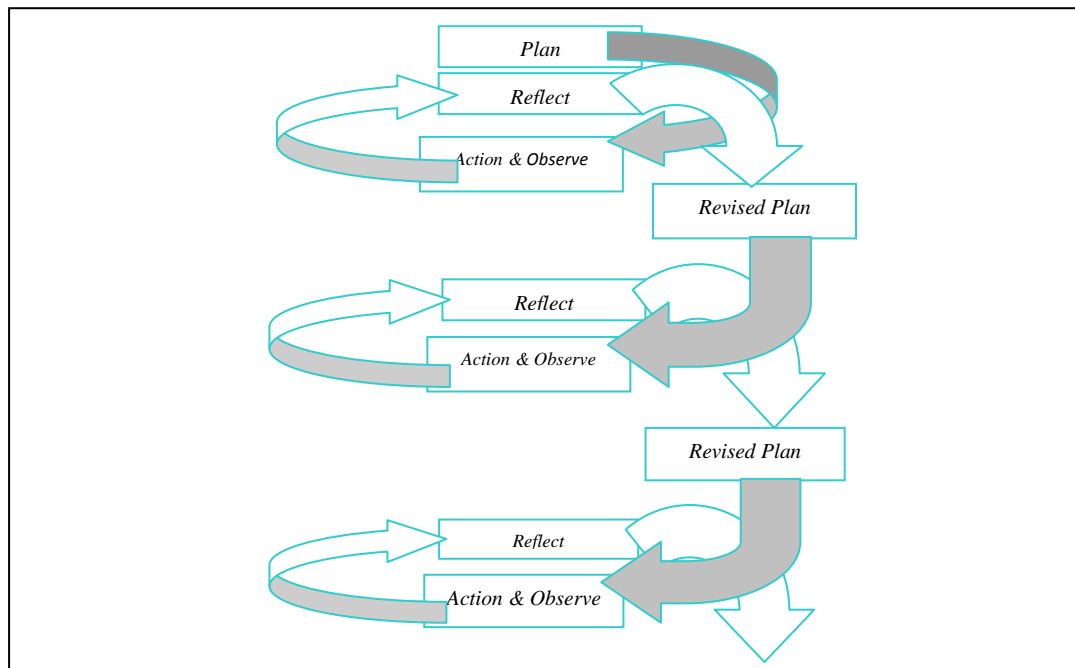 Plan
Reflect
Action & Observe
Revised Plan
Reflect
Action & Observe
Revised Plan
Reflect
Action & Observe